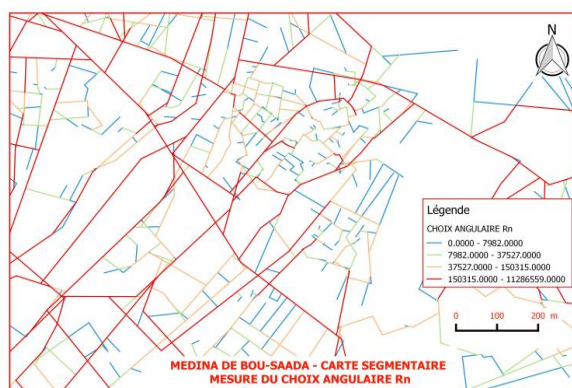 N
Légende
CHOIX ANGULAIRE Rn
0.0000 - 7982.0000
7982.0000 - 37527.0000
37527.0000 - 150315.0000
150315.0000 - 11286559.0000
0 100 200 m
MEDINA DE BOU-SAADA - CARTE SEGMENTAIRE
MESURE DU CHOIX ANGULAIRE Rn